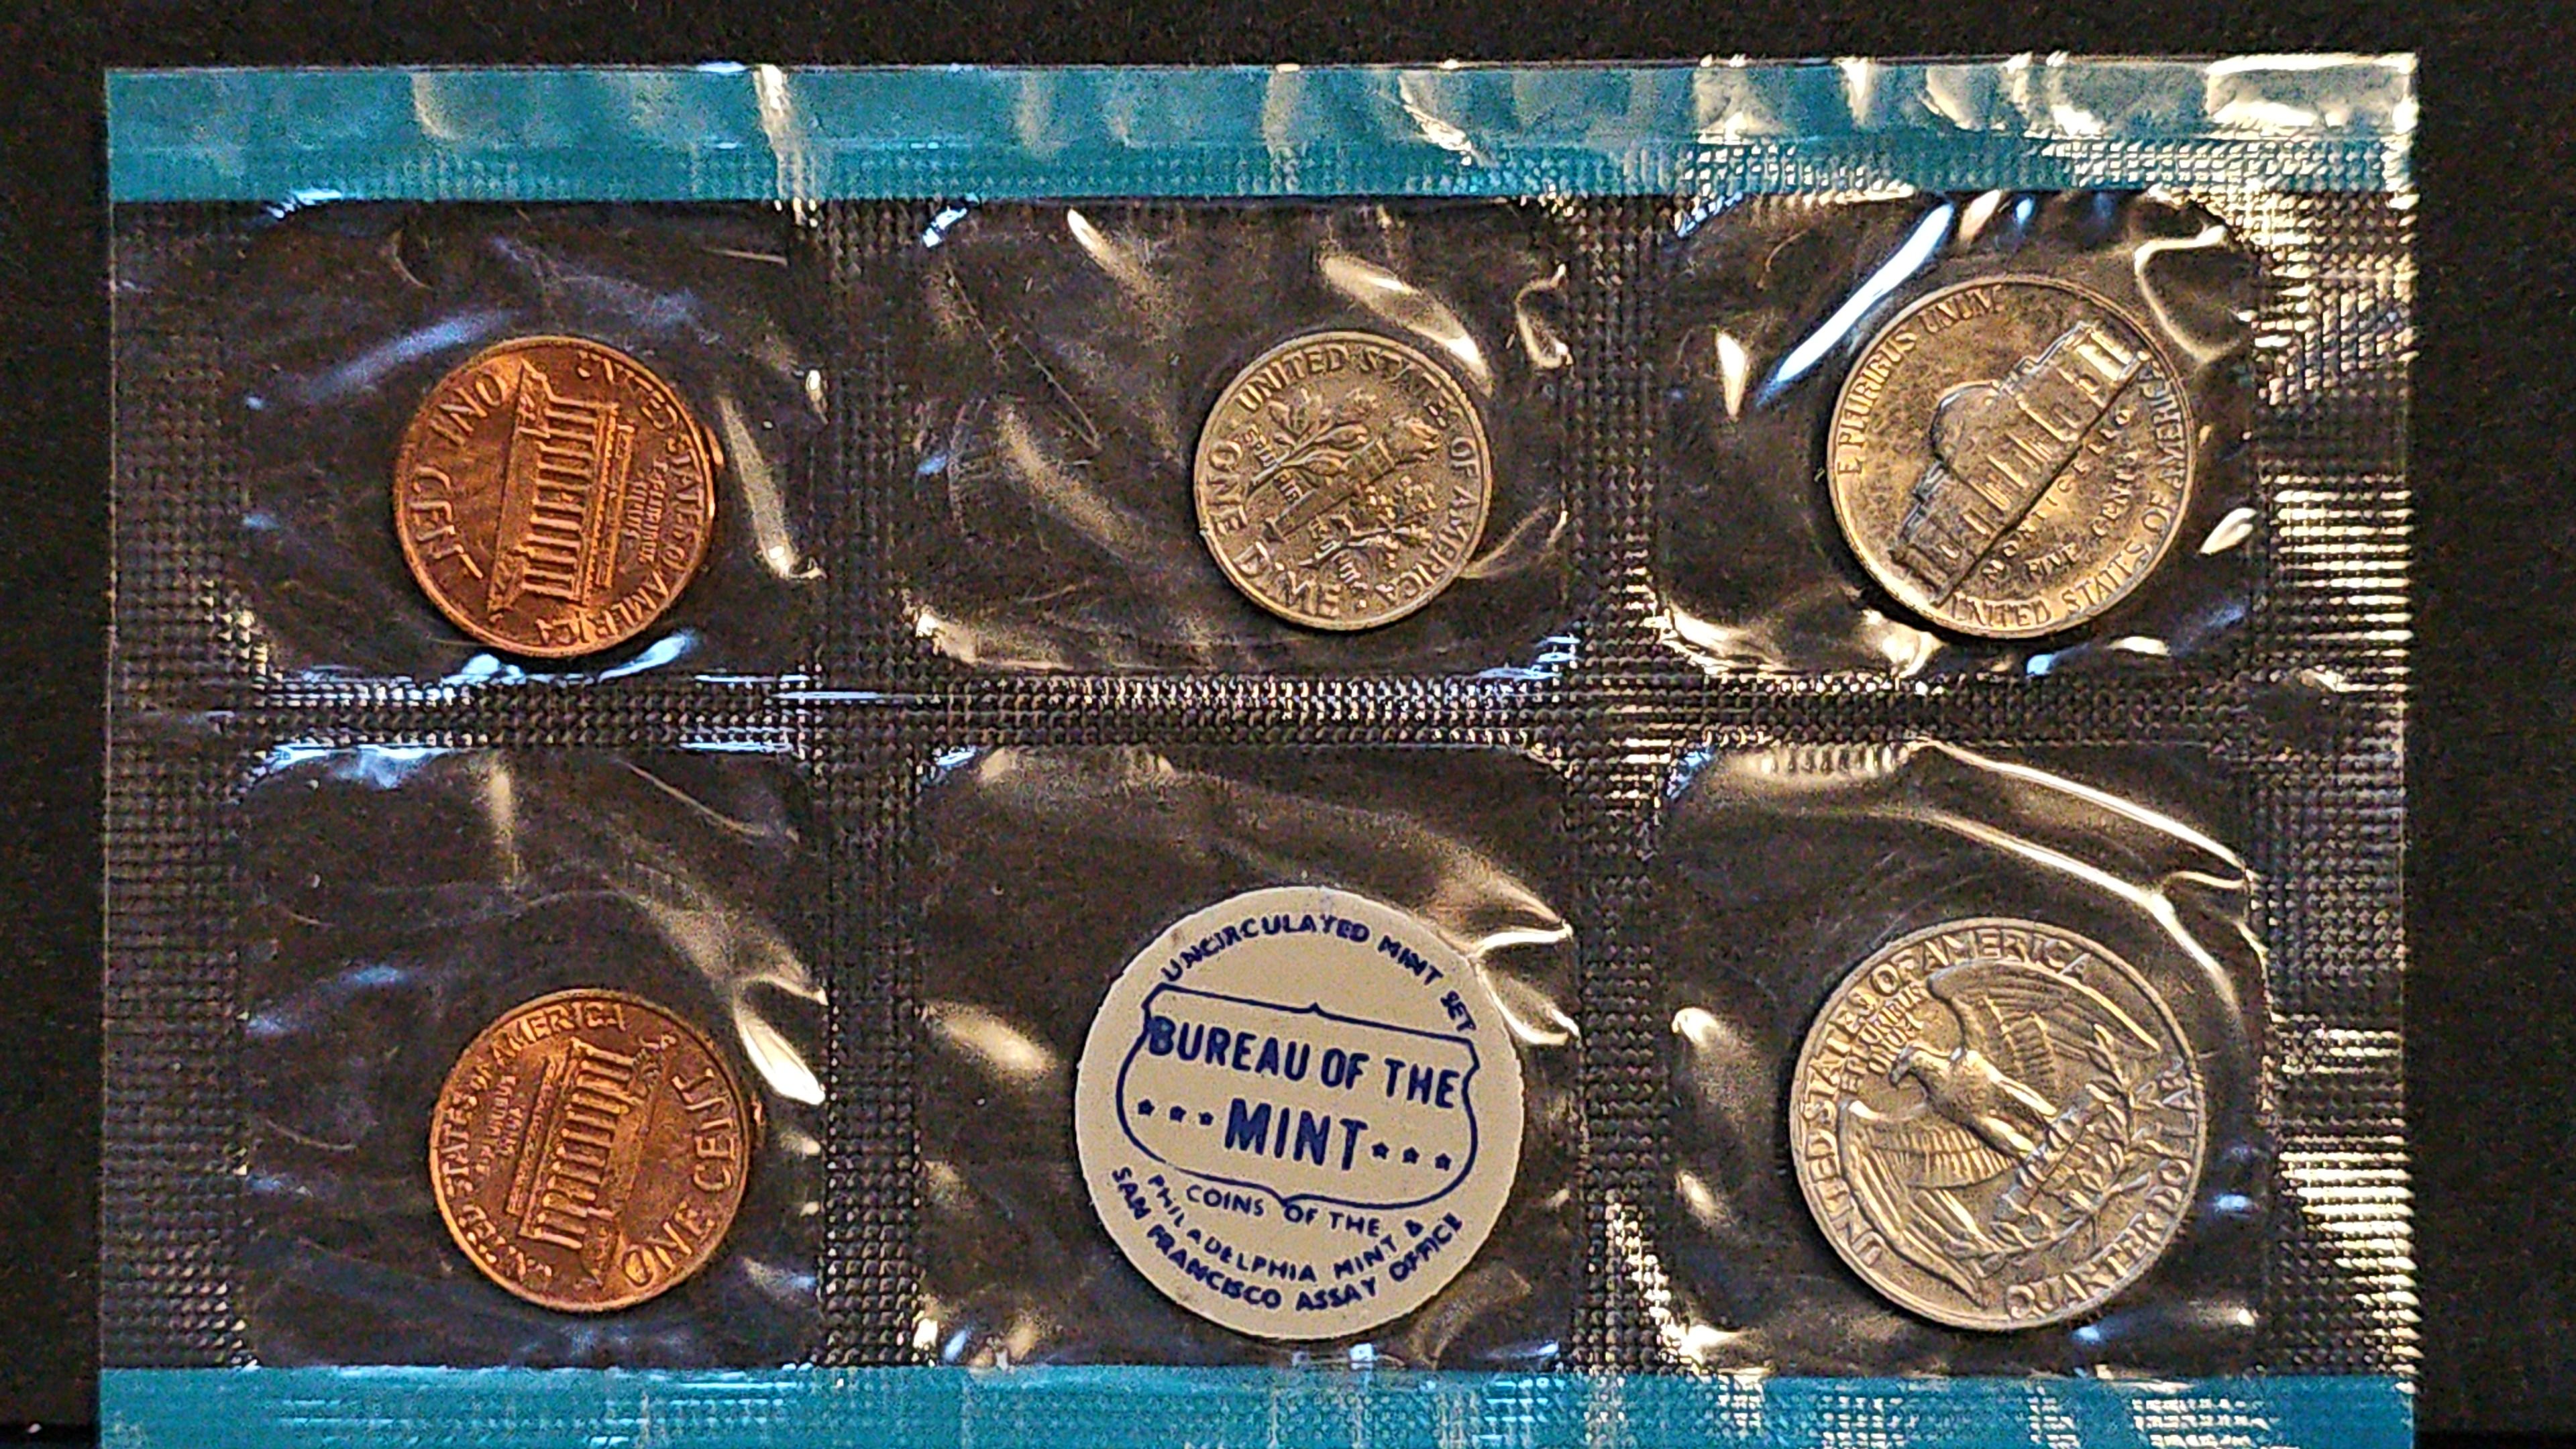 ONE CENT
UNITED STATES OF AMERICA
E PLURIBUS
UNUM
UNITED STATES OF AMERICA
ONE DIME
E PLURIBUS UNUM
MONTICELLO
FIVE CENTS
UNITED STATES OF AMERICA
UNITED STATES OF AMERICA
E PLURIBUS
UNUM
ONE CENT
UNCIRCULATED MINT SET
BUREAU OF THE
MINT
COINS OF THE
PHILADELPHIA MINT &
SAN FRANCISCO ASSAY OFFICE
UNITED STATES OF AMERICA
E PLURIBUS
UNUM
QUARTER DOLLAR